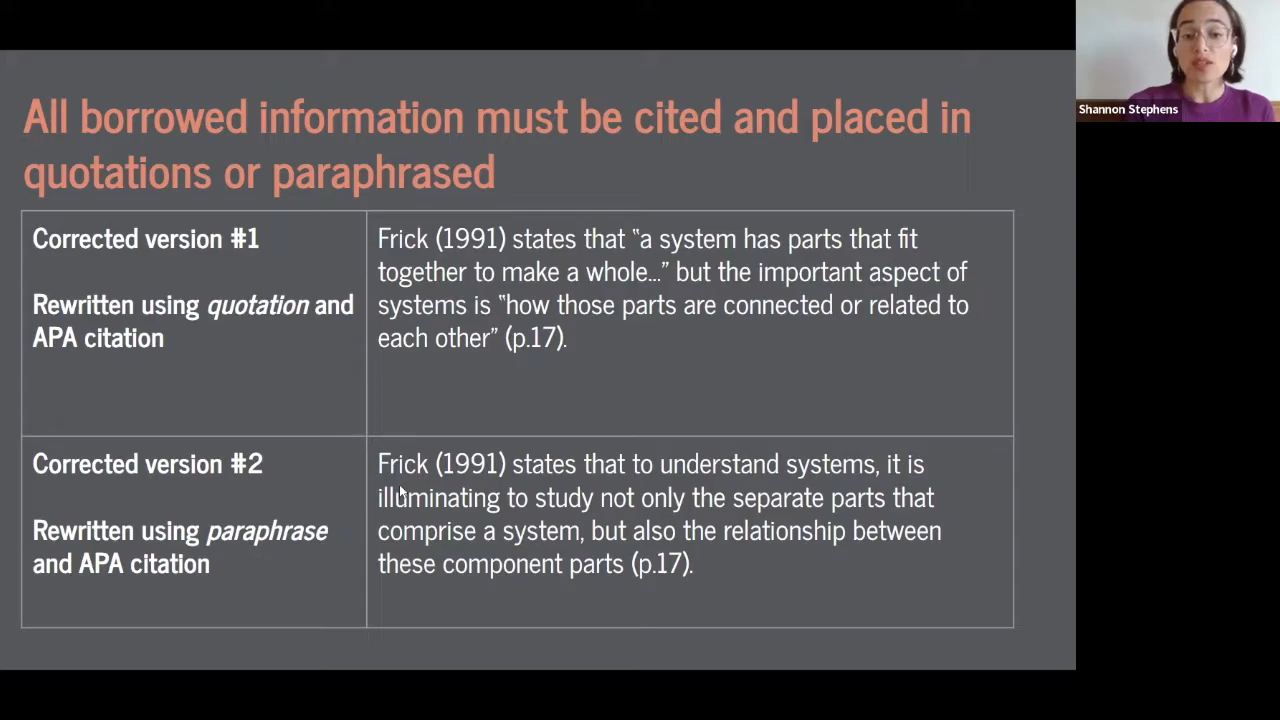 All borrowed information must be cited and placed in
quotations or paraphrased
Corrected version #1
Rewritten using quotation and
APA citation
Frick (1991) states that “a system has parts that fit
together to make a whole...” but the important aspect of
systems is “how those parts are connected or related to
each other” (p.17).
Corrected version #2
Rewritten using paraphrase
and APA citation
Frick (1991) states that to understand systems, it is
illuminating to study not only the separate parts that
comprise a system, but also the relationship between
these component parts (p.17).
Shannon Stephens